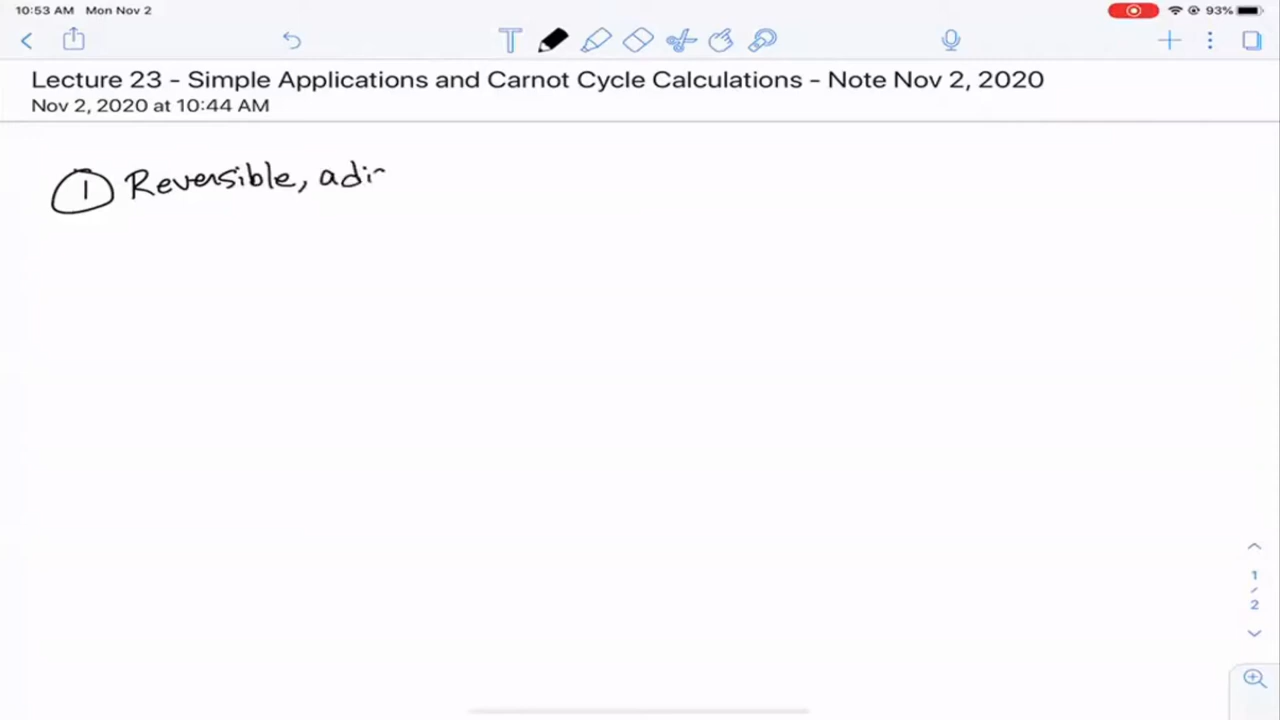 10:53 AM Mon Nov 2 93%
Lecture 23 - Simple Applications and Carnot Cycle Calculations - Note Nov 2, 2020
Nov 2, 2020 at 10:44 AM
1 Reversible, adi
1
/
2